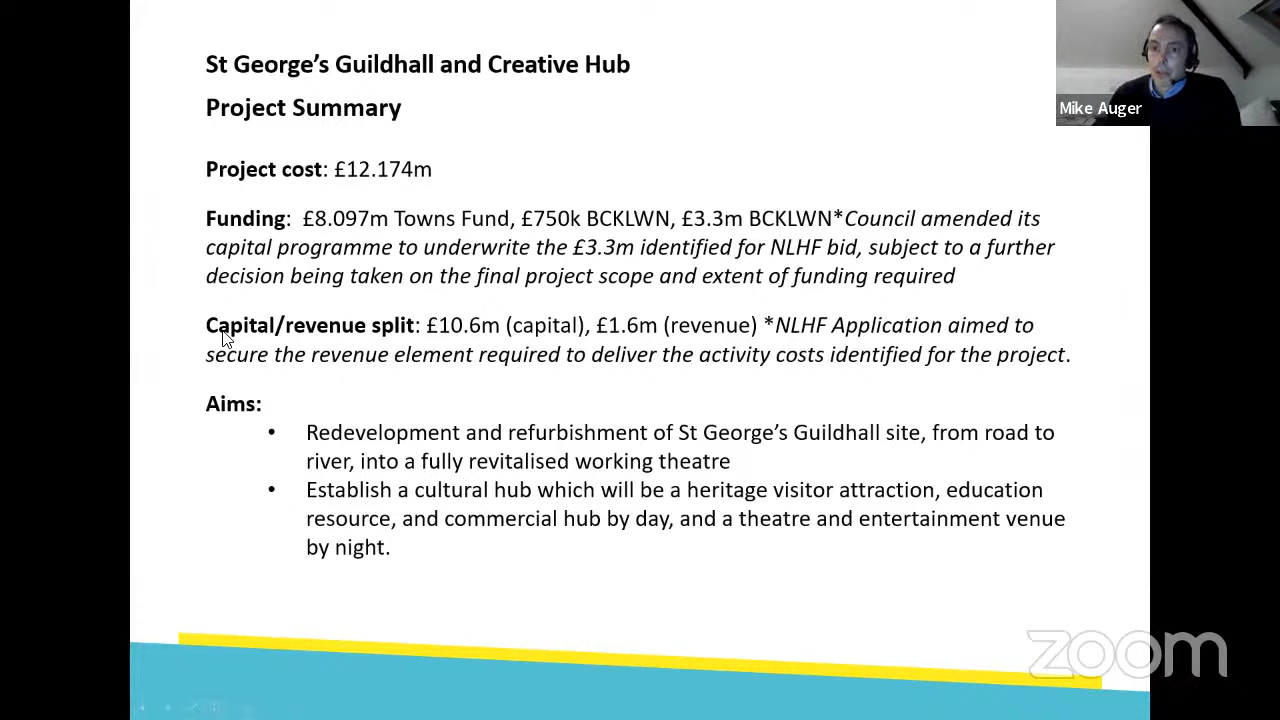 St George's Guildhall and Creative Hub
Project Summary
Mike Auger
Project cost: £12.174m
Funding:  £8.097m Towns Fund, £750k BCKLWN, £3.3m BCKLWN*Council amended its
capital programme to underwrite the £3.3m identified for NLHF bid, subject to a further
decision being taken on the final project scope and extent of funding required
Capital/revenue split: £10.6m (capital), £1.6m (revenue) *NLHF Application aimed to
secure the revenue element required to deliver the activity costs identified for the project.
Aims:
• Redevelopment and refurbishment of St George's Guildhall site, from road to
river, into a fully revitalised working theatre
• Establish a cultural hub which will be a heritage visitor attraction, education
resource, and commercial hub by day, and a theatre and entertainment venue
by night.
zoom